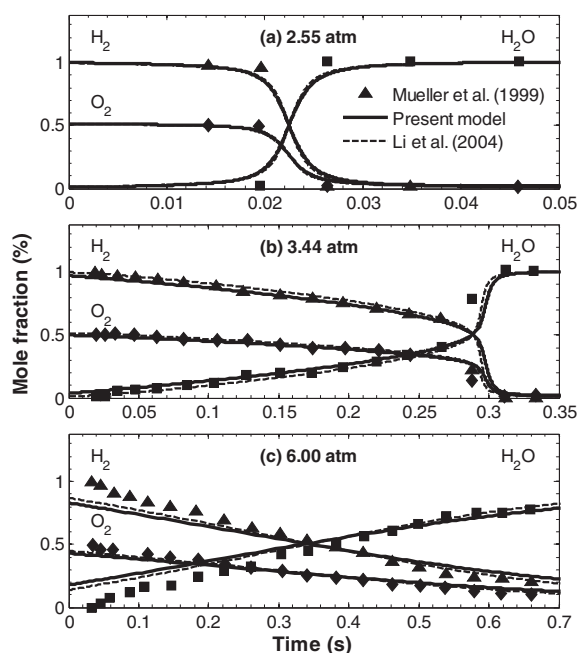 H2
(a) 2.55 atm
H2O
1
O2
▲ Mueller et al. (1999)
0.5
Present model
Li et al. (2004)
0
0.00 0.01 0.02 0.03 0.04 0.05
H2
(b) 3.44 atm
H2O
1
O2
0.5
0
0 0.05 0.1 0.15 0.2 0.25 0.3 0.35
Mole fraction (%)
H2
(c) 6.00 atm
H2O
1
O2
0.5
0
0 0.1 0.2 0.3 0.4 0.5 0.6 0.7
Time (s)